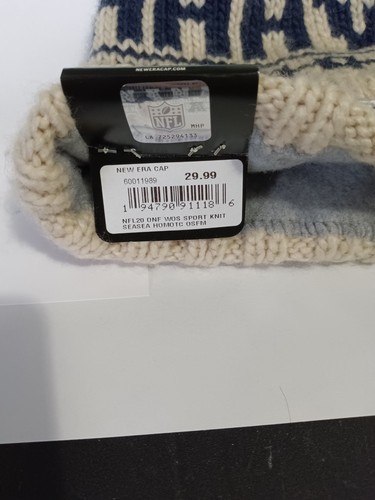 NEWERACAP.COM
NFL
MHP
NEW ERA CAP
60011989
29.99
1 94790 91118 6
NFL20 ONF WOS SPORT KNIT
SEASEA HOMOTC OSFM